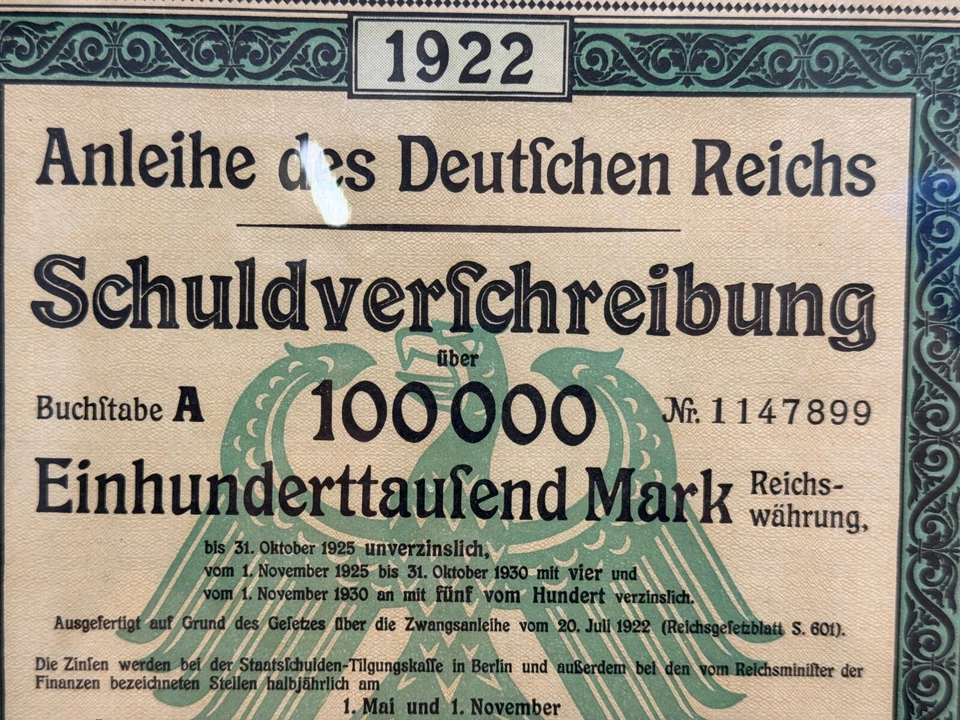 1922
Anleihe des Deutſchen Reichs
Schuldverſchreibung
über
Buchſtabe A 100 000 Nr. 1147899
Einhunderttauſend Mark Reichs-
währung,
bis 31. Oktober 1925 unverzinslich,
vom 1. November 1925 bis 31. Oktober 1930 mit vier und
vom 1. November 1930 an mit fünf vom Hundert verzinslich.
Ausgefertigt auf Grund des Geſetzes über die Zwangsanleihe vom 20. Juli 1922 (Reichsgeſetzblatt S. 601).
Die Zinſen werden bei der Staatsſchulden-Tilgungskaſſe in Berlin und außerdem bei den vom Reichsminiſter der
Finanzen bezeichneten Stellen halbjährlich am
1. Mai und 1. November